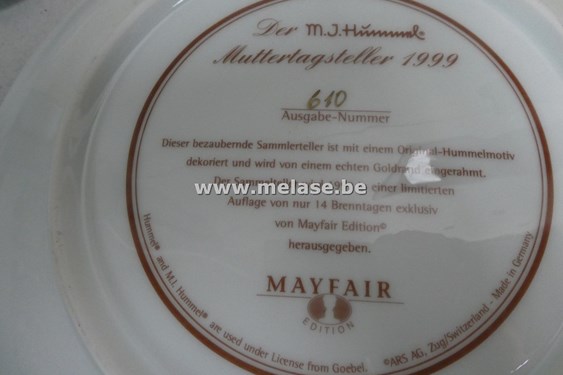 Der M.J. Hummel®
Muttertagsteller 1999
610
Ausgabe-Nummer
Dieser bezaubernde Sammlerteller ist mit einem Original-Hummelmotiv
dekoriert und wird von einem echten Goldrand eingerahmt.
Der Sammelteller einer limitierten
www.melase.be
Auflage von nur 14 Brenntagen exklusiv
von Mayfair Edition®
herausgegeben.
MAYFAIR
EDITION
Hummel® and M.I. Hummel® are used under License from Goebel. ©ARS AG, Zug/Switzerland - Made in Germany